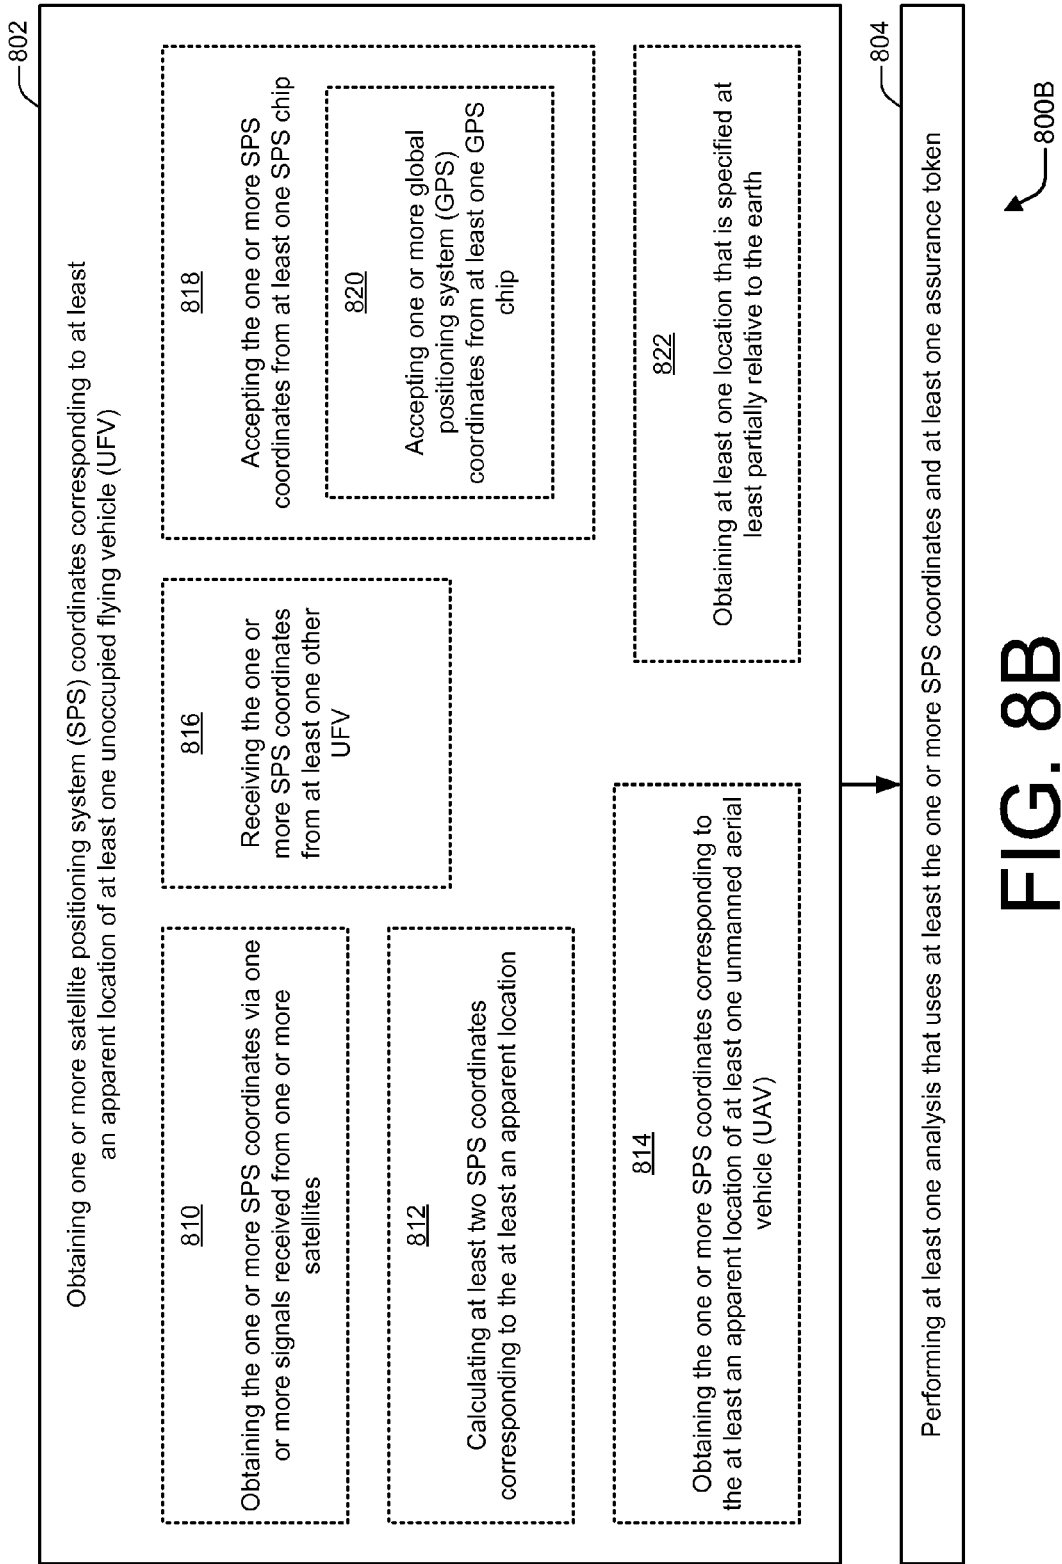 802
Obtaining one or more satellite positioning system (SPS) coordinates corresponding to at least
an apparent location of at least one unoccupied flying vehicle (UFV)
810
Obtaining the one or more SPS coordinates via one
or more signals received from one or more
satellites
812
Calculating at least two SPS coordinates
corresponding to the at least an apparent location
814
Obtaining the one or more SPS coordinates corresponding to
the at least an apparent location of at least one unmanned aerial
vehicle (UAV)
816
Receiving the one or
more SPS coordinates
from at least one other
UFV
818
Accepting the one or more SPS
coordinates from at least one SPS chip
820
Accepting one or more global
positioning system (GPS)
coordinates from at least one GPS
chip
822
Obtaining at least one location that is specified at
least partially relative to the earth
804
Performing at least one analysis that uses at least the one or more SPS coordinates and at least one assurance token
800B
FIG. 8B